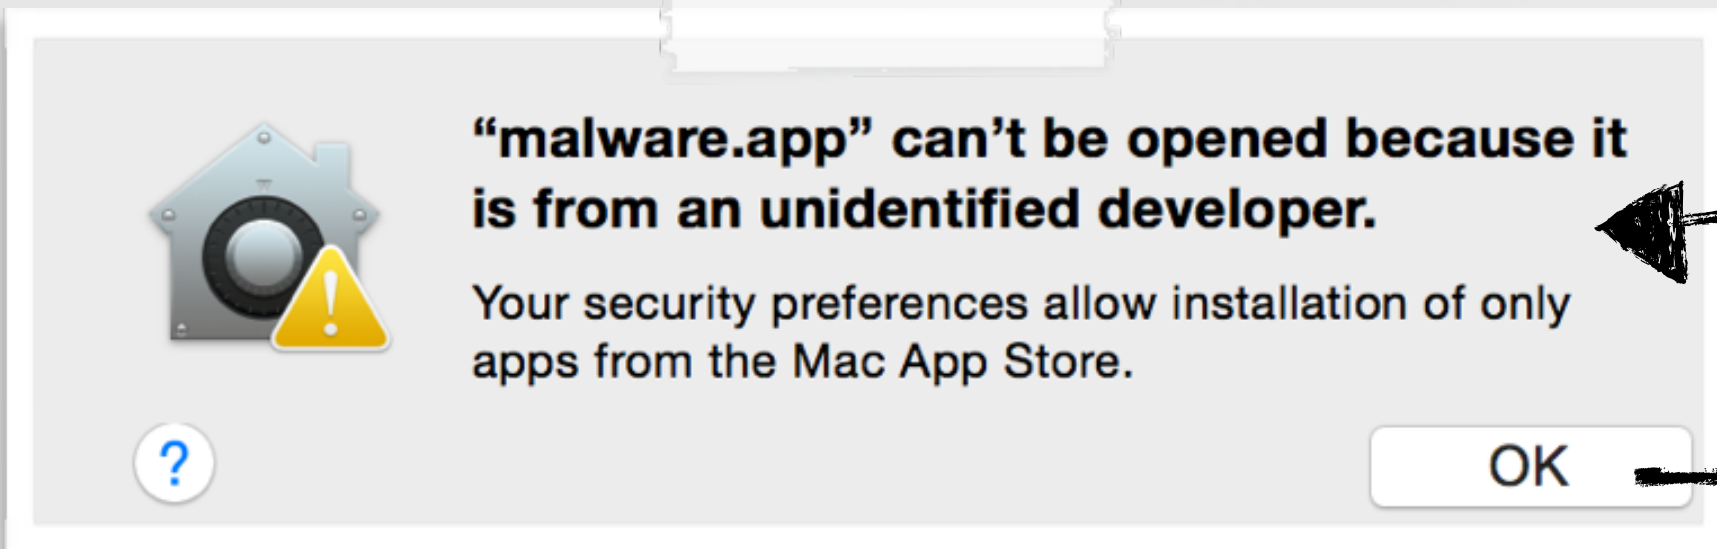 “malware.app” can’t be opened because it
is from an unidentified developer.
Your security preferences allow installation of only
apps from the Mac App Store.
?
OK